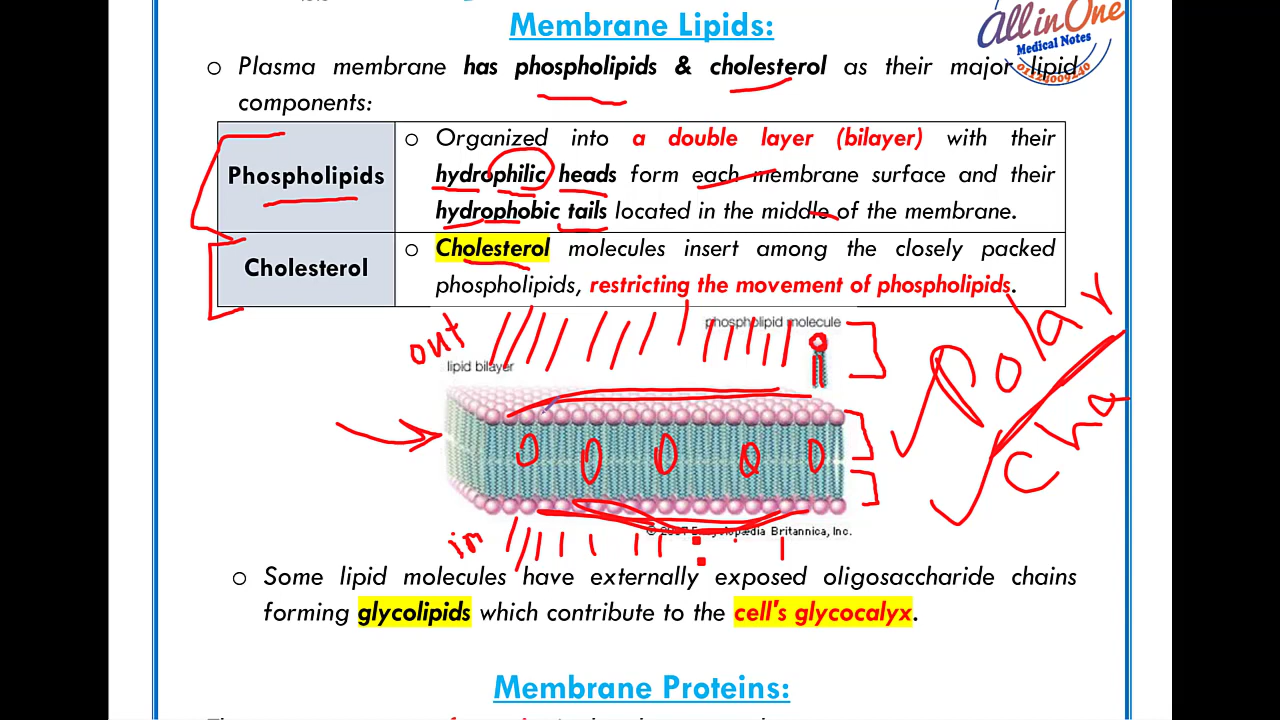 Membrane Lipids:
All in One
Medical Notes
01223009240
○ Plasma membrane has phospholipids & cholesterol as their major lipid
components:
Phospholipids
○ Organized into a double layer (bilayer) with their
hydrophilic heads form each membrane surface and their
hydrophobic tails located in the middle of the membrane.
Cholesterol
○ Cholesterol molecules insert among the closely packed
phospholipids, restricting the movement of phospholipids.
out
phospholipid molecule
lipid bilayer
polar
Cha
in
Encyclopædia Britannica, Inc.
○ Some lipid molecules have externally exposed oligosaccharide chains
forming glycolipids which contribute to the cell's glycocalyx.
Membrane Proteins: